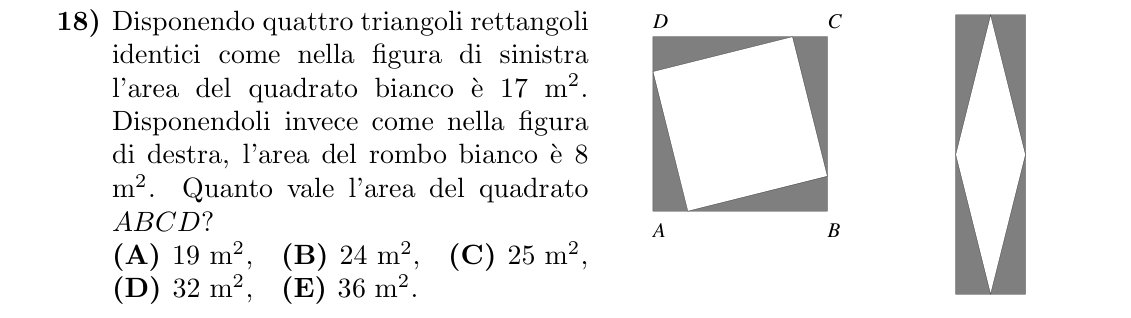 18) Disponendo quattro triangoli rettangoli
identici come nella figura di sinistra
l'area del quadrato bianco è 17 m².
Disponendoli invece come nella figura
di destra, l'area del rombo bianco è 8
m². Quanto vale l'area del quadrato
ABCD?
(A) 19 m², (B) 24 m², (C) 25 m²,
(D) 32 m², (E) 36 m².
D C
A B